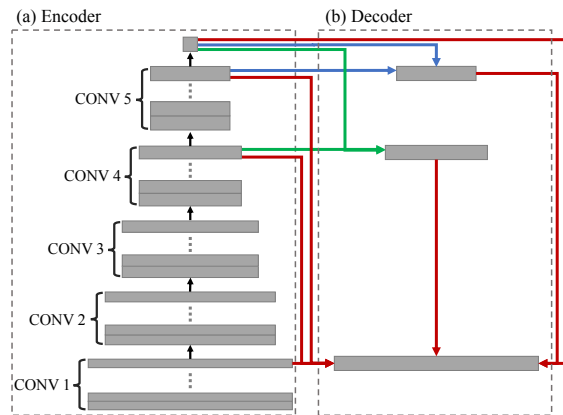 (a) Encoder
(b) Decoder
CONV 5
CONV 4
CONV 3
CONV 2
CONV 1